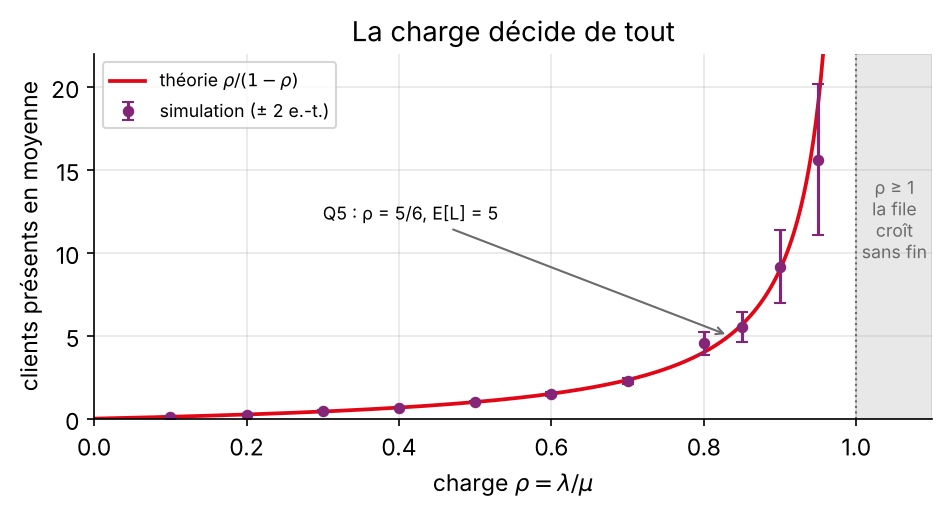 La charge décide de tout
clients présents en moyenne
20
15
10
5
0
théorie ρ/(1 − ρ)
simulation (± 2 e.-t.)
Q5 : ρ = 5/6, E[L] = 5
ρ ≥ 1
la file
croît
sans fin
0.0 0.2 0.4 0.6 0.8 1.0
charge ρ = λ/μ